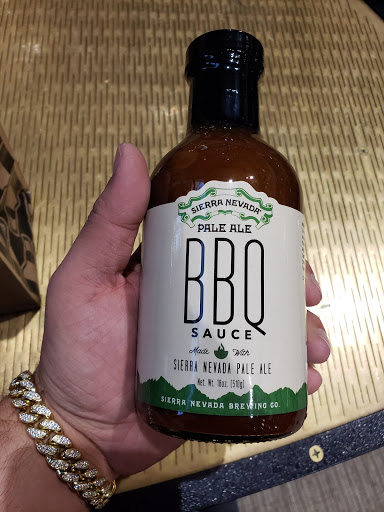 SIERRA NEVADA
PALE ALE
BBQ
SAUCE
Made With
SIERRA NEVADA PALE ALE
Net. Wt. 18oz. (510g)
SIERRA NEVADA BREWING CO.